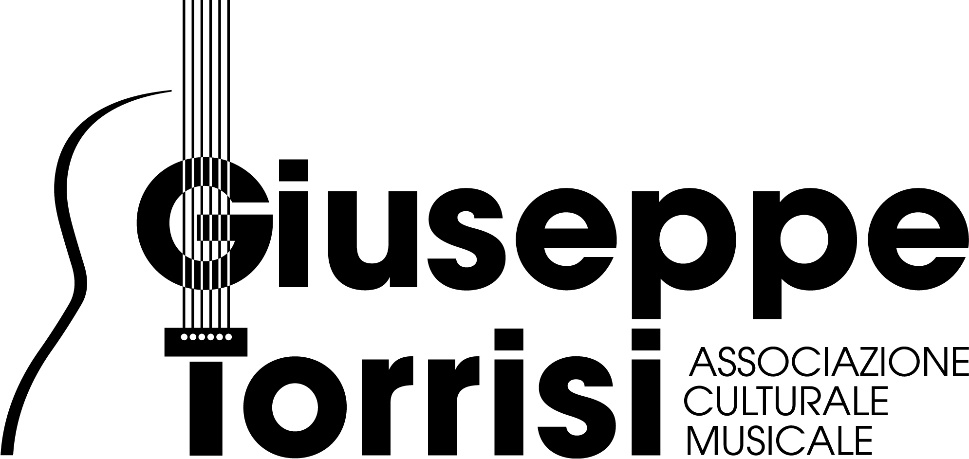 Giuseppe
Torrisi
ASSOCIAZIONE
CULTURALE
MUSICALE